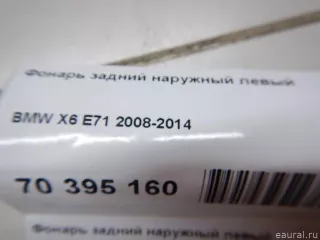 Фонарь задний наружный левый
BMW X6 E71 2008-2014
70 395 160
Фонарь задний наружный левый
eaural.ru